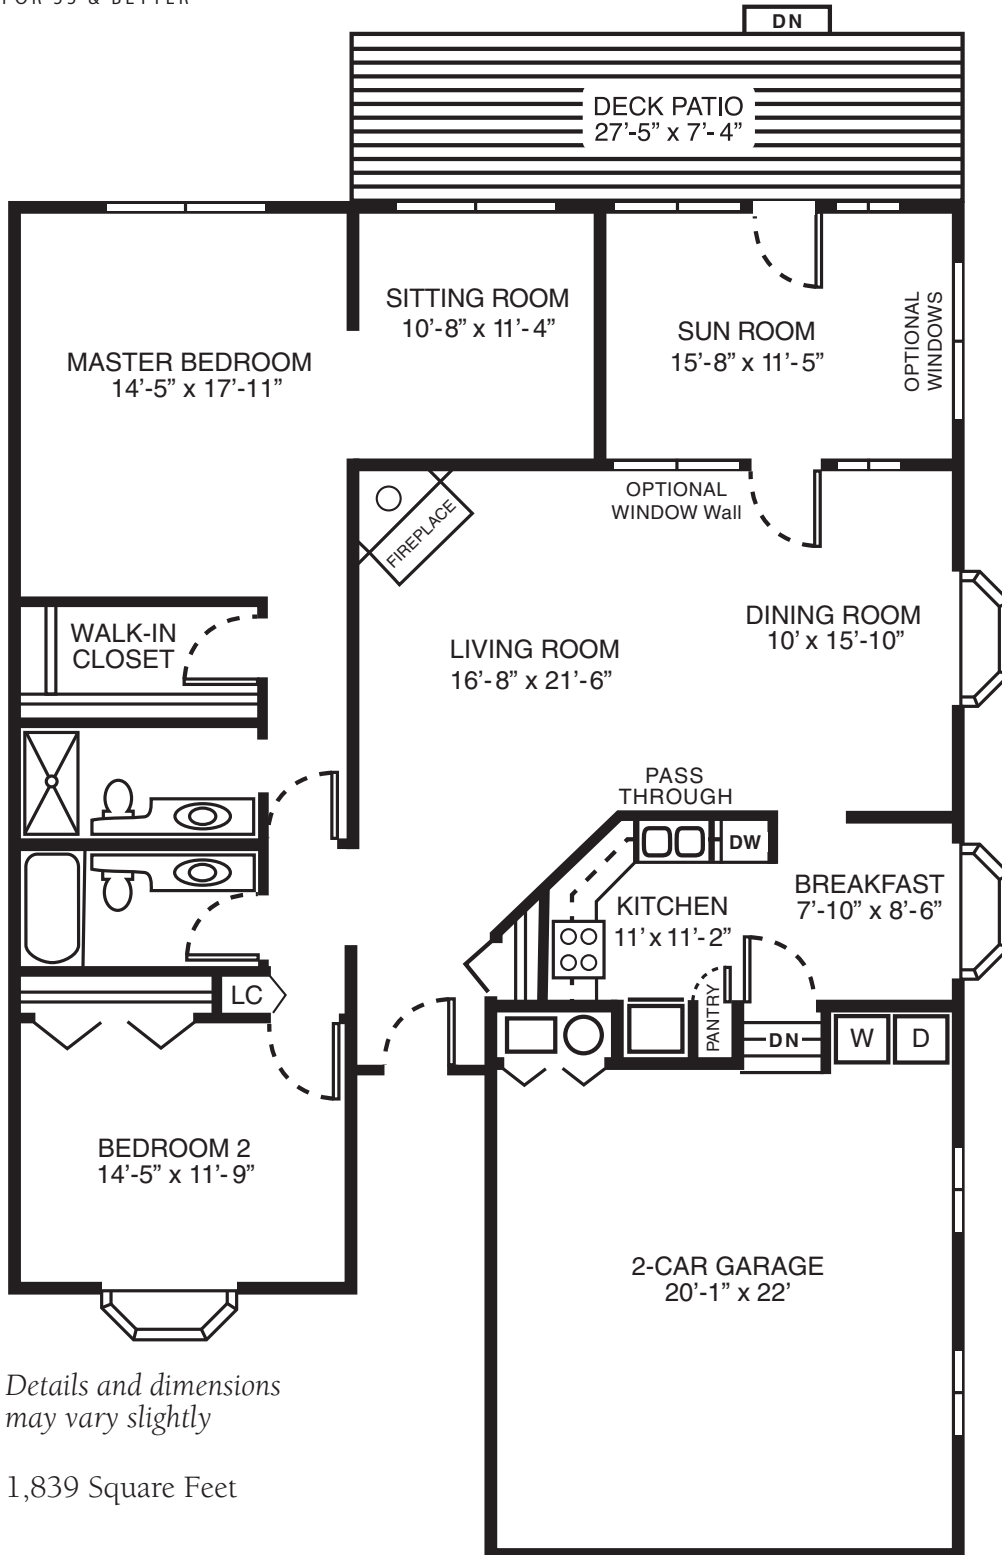 FOR 55 & BETTER
DN
DECK PATIO
27'-5” x 7'- 4”
SITTING ROOM
10'-8” x 11'- 4”
SUN ROOM
15'-8” x 11'-5”
OPTIONAL
WINDOWS
MASTER BEDROOM
14'-5” x 17'-11”
OPTIONAL
WINDOW Wall
FIREPLACE
WALK-IN
CLOSET
LIVING ROOM
16'-8” x 21'-6”
DINING ROOM
10' x 15'-10”
PASS
THROUGH
DW
KITCHEN
11' x 11'-2”
BREAKFAST
7'-10” x 8'-6”
LC
PANTRY
DN
W
D
BEDROOM 2
14'-5” x 11'- 9”
2-CAR GARAGE
20'-1” x 22'
Details and dimensions
may vary slightly
1,839 Square Feet